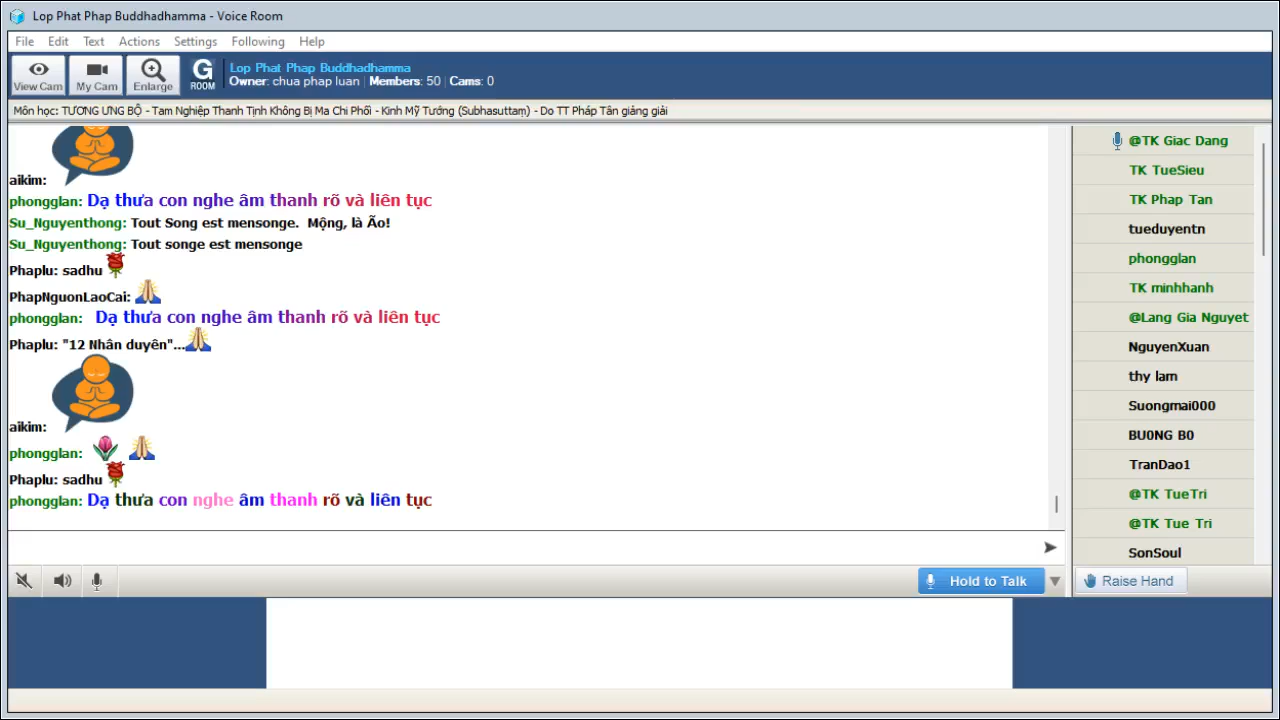 Lop Phat Phap Buddhadhamma - Voice Room
File Edit Text Actions Settings Following Help
View Cam My Cam Enlarge G ROOM
Lop Phat Phap Buddhadhamma
Owner: chua phap luan | Members: 50 | Cams: 0
Môn học: TƯƠNG ƯNG BỘ - Tam Nghiệp Thanh Tịnh Không Bị Ma Chi Phối - Kinh Mỹ Tướng (Subhasuttaṃ) - Do TT Pháp Tân giảng giải
aikim:
phongglan: Dạ thưa con nghe âm thanh rõ và liên tục
Su_Nguyenthong: Tout Song est mensonge. Mộng, là Ão!
Su_Nguyenthong: Tout songe est mensonge
Phaplu: sadhu
PhapNguonLaoCai:
phongglan: Dạ thưa con nghe âm thanh rõ và liên tục
Phaplu: "12 Nhân duyên"...
aikim:
phongglan:
Phaplu: sadhu
phongglan: Dạ thưa con nghe âm thanh rõ và liên tục
@TK Giac Dang
TK TueSieu
TK Phap Tan
tueduyentn
phongglan
TK minhhanh
@Lang Gia Nguyet
NguyenXuan
thy lam
Suongmai000
BU0NG B0
TranDao1
@TK TueTri
@TK Tue Tri
SonSoul
Hold to Talk
Raise Hand